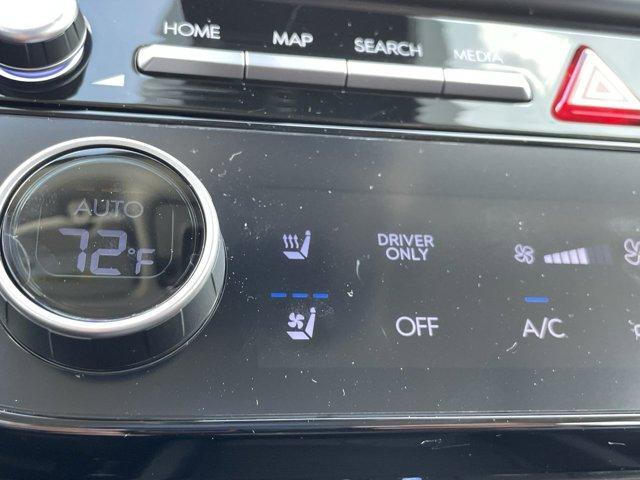 HOME MAP SEARCH MEDIA
AUTO
72°F
DRIVER
ONLY
OFF
A/C